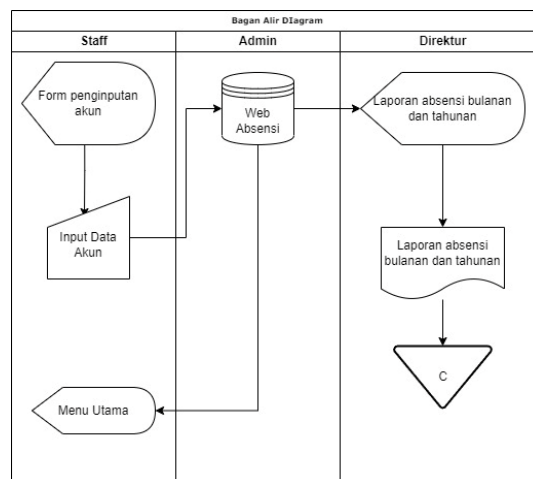 Bagan Alir DIagram
Staff
Admin
Direktur
Form penginputan
akun
Web
Absensi
Laporan absensi bulanan
dan tahunan
Input Data
Akun
Laporan absensi
bulanan dan tahunan
C
Menu Utama